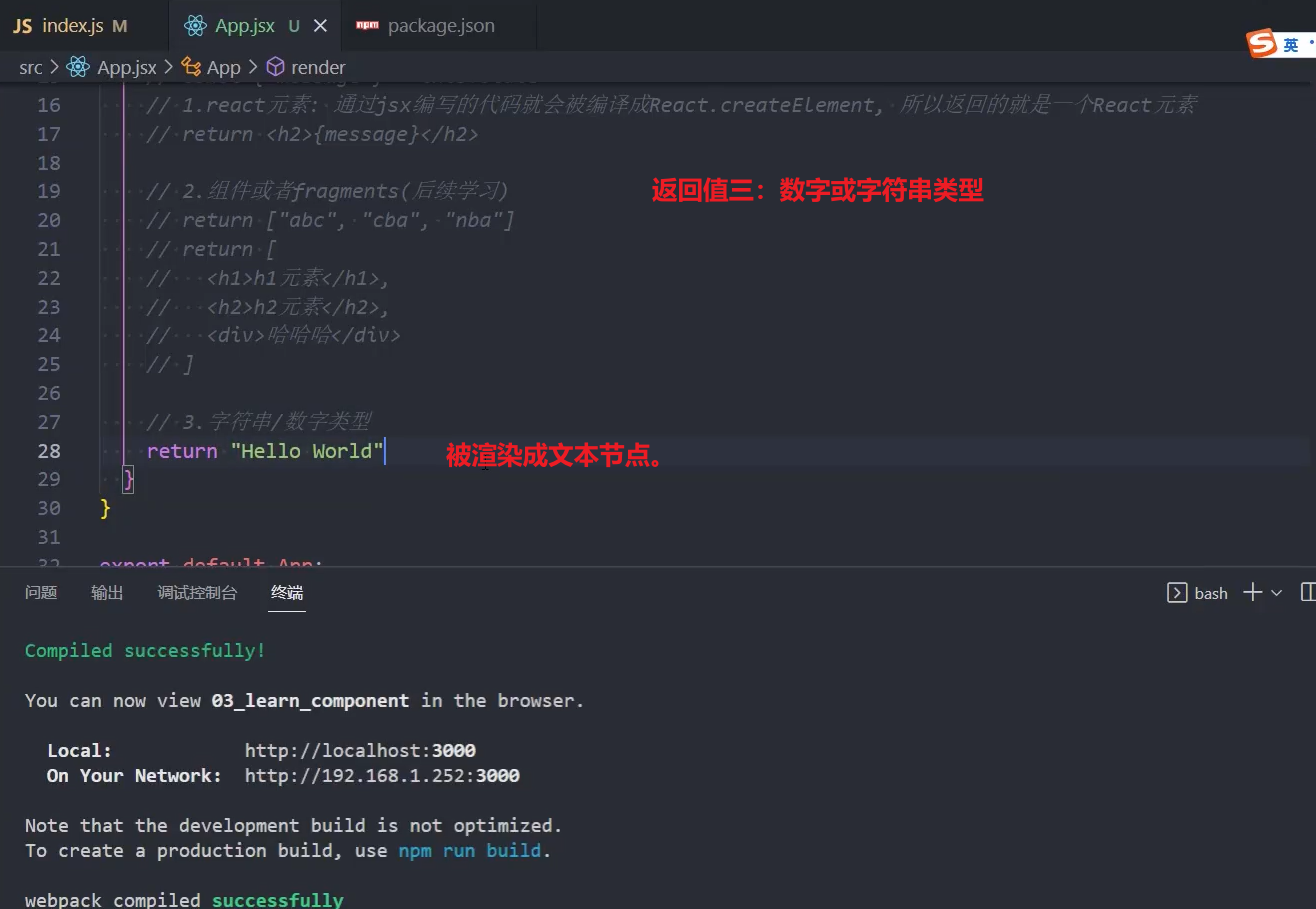 JS index.js M
App.jsx U
npm package.json
英
src > App.jsx > App > render
16 // 1.react元素: 通过jsx编写的代码就会被编译成React.createElement, 所以返回的就是一个React元素
17 // return <h2>{message}</h2>
18
19 // 2.组件或者fragments(后续学习)
返回值三：数字或字符串类型
20 // return ["abc", "cba", "nba"]
21 // return [
22 //   <h1>h1元素</h1>,
23 //   <h2>h2元素</h2>,
24 //   <div>哈哈哈</div>
25 // ]
26
27 // 3.字符串/数字类型
28 return "Hello World"
被渲染成文本节点。
29 }
30 }
31
32 export default App;
问题 输出 调试控制台 终端
bash
Compiled successfully!
You can now view 03_learn_component in the browser.
Local: http://localhost:3000
On Your Network: http://192.168.1.252:3000
Note that the development build is not optimized.
To create a production build, use npm run build.
webpack compiled successfully